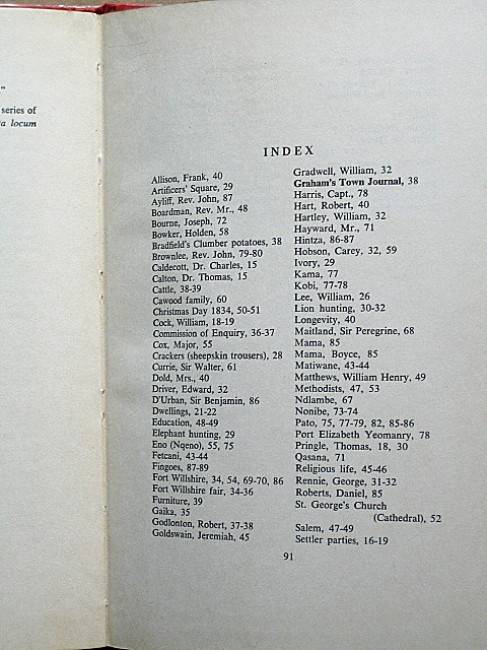 "
series of
a locum
INDEX
Allison, Frank, 40
Artificers' Square, 29
Ayliff, Rev. John, 87
Boardman, Rev. Mr., 48
Bourne, Joseph, 72
Bowker, Holden, 58
Bradfield's Clumber potatoes, 38
Brownlee, Rev. John, 79-80
Caldecott, Dr. Charles, 15
Calton, Dr. Thomas, 15
Cattle, 38-39
Cawood family, 60
Christmas Day 1834, 50-51
Cock, William, 18-19
Commission of Enquiry, 36-37
Cox, Major, 55
Crackers (sheepskin trousers), 28
Currie, Sir Walter, 61
Dold, Mrs., 40
Driver, Edward, 32
D'Urban, Sir Benjamin, 86
Dwellings, 21-22
Education, 48-49
Elephant hunting, 29
Eno (Nqeno), 55, 75
Fetcani, 43-44
Fingoes, 87-89
Fort Willshire, 34, 54, 69-70, 86
Fort Willshire fair, 34-36
Furniture, 39
Gaika, 35
Godlonton, Robert, 37-38
Goldswain, Jeremiah, 45
Gradwell, William, 32
Graham's Town Journal, 38
Harris, Capt., 78
Hart, Robert, 40
Hartley, William, 32
Hayward, Mr., 71
Hintza, 86-87
Hobson, Carey, 32, 59
Ivory, 29
Kama, 77
Kobi, 77-78
Lee, William, 26
Lion hunting, 30-32
Longevity, 40
Maitland, Sir Peregrine, 68
Mama, 85
Mama, Boyce, 85
Matiwane, 43-44
Matthews, William Henry, 49
Methodists, 47, 53
Ndlambe, 67
Nonibe, 73-74
Pato, 75, 77-79, 82, 85-86
Port Elizabeth Yeomanry, 78
Pringle, Thomas, 18, 30
Qasana, 71
Religious life, 45-46
Rennie, George, 31-32
Roberts, Daniel, 85
St. George's Church
(Cathedral), 52
Salem, 47-49
Settler parties, 16-19
91